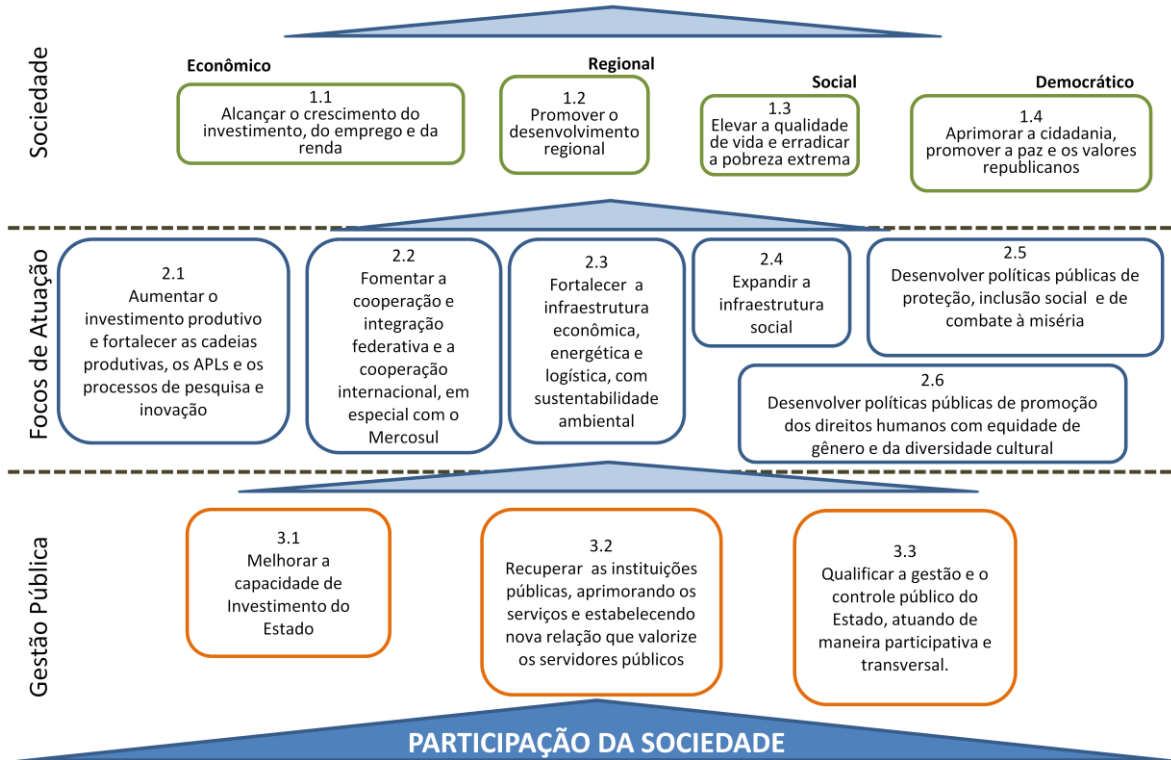 Sociedade
Econômico
1.1
Alcançar o crescimento do
investimento, do emprego e da
renda
Regional
1.2
Promover o
desenvolvimento
regional
Social
1.3
Elevar a qualidade
de vida e erradicar
a pobreza extrema
Democrático
1.4
Aprimorar a cidadania,
promover a paz e os valores
republicanos
Focos de Atuação
2.1
Aumentar o
investimento produtivo
e fortalecer as cadeias
produtivas, os APLs e os
processos de pesquisa e
inovação
2.2
Fomentar a
cooperação e
integração
federativa e a
cooperação
internacional, em
especial com o
Mercosul
2.3
Fortalecer a
infraestrutura
econômica,
energética e
logística, com
sustentabilidade
ambiental
2.4
Expandir a
infraestrutura
social
2.5
Desenvolver políticas públicas de
proteção, inclusão social e de
combate à miséria
2.6
Desenvolver políticas públicas de promoção
dos direitos humanos com equidade de
gênero e da diversidade cultural
Gestão Pública
3.1
Melhorar a
capacidade de
Investimento do
Estado
3.2
Recuperar as instituições
públicas, aprimorando os
serviços e estabelecendo
nova relação que valorize
os servidores públicos
3.3
Qualificar a gestão e o
controle público do
Estado, atuando de
maneira participativa e
transversal.
PARTICIPAÇÃO DA SOCIEDADE